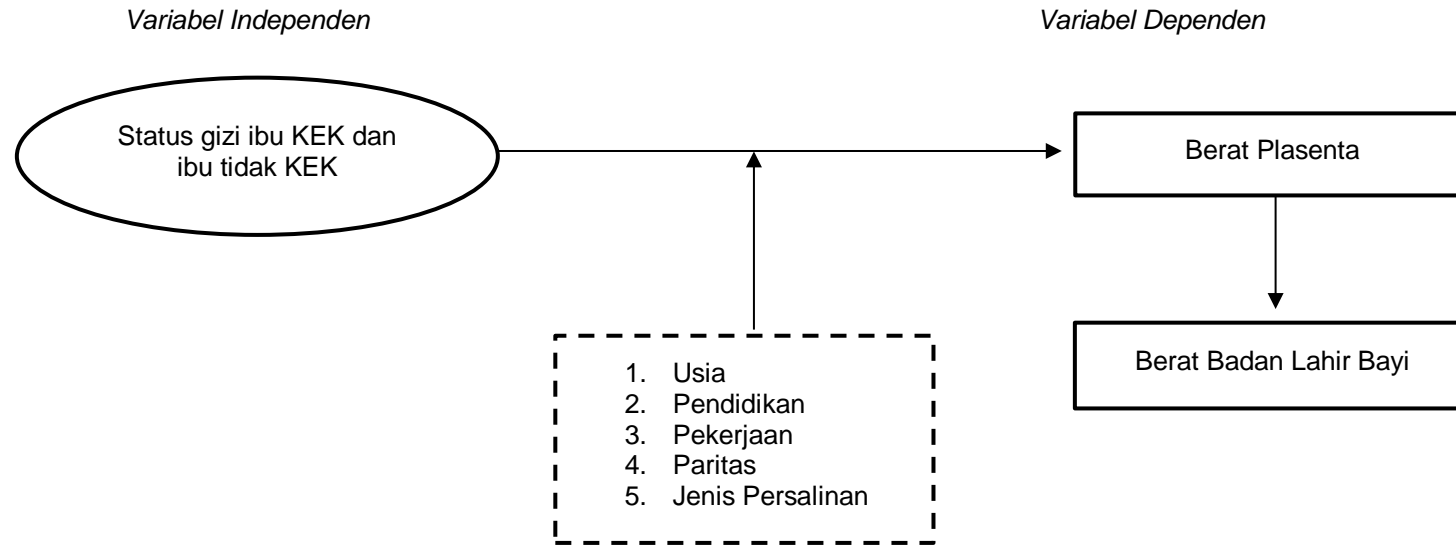 Variabel Independen
Variabel Dependen
Status gizi ibu KEK dan
ibu tidak KEK
Berat Plasenta
Berat Badan Lahir Bayi
1. Usia
2. Pendidikan
3. Pekerjaan
4. Paritas
5. Jenis Persalinan